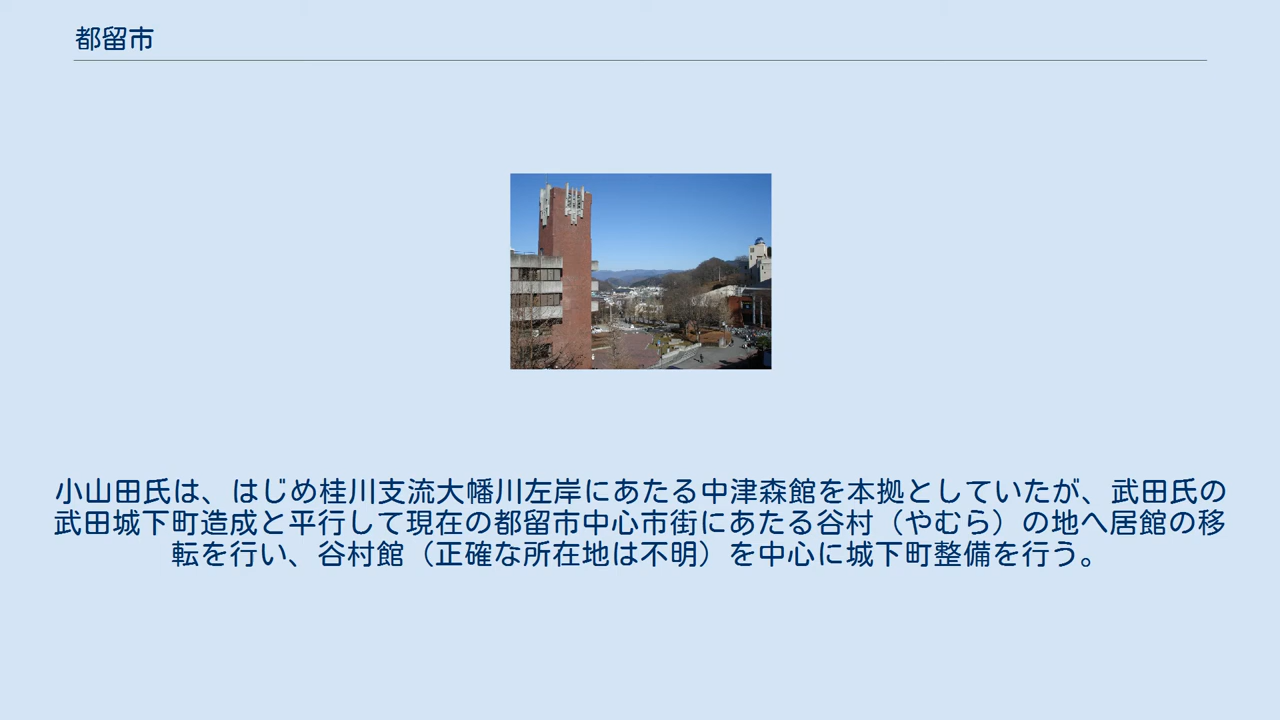 都留市
小山田氏は、はじめ桂川支流大幡川左岸にあたる中津森館を本拠としていたが、武田氏の
武田城下町造成と平行して現在の都留市中心市街にあたる谷村（やむら）の地へ居館の移
転を行い、谷村館（正確な所在地は不明）を中心に城下町整備を行う。